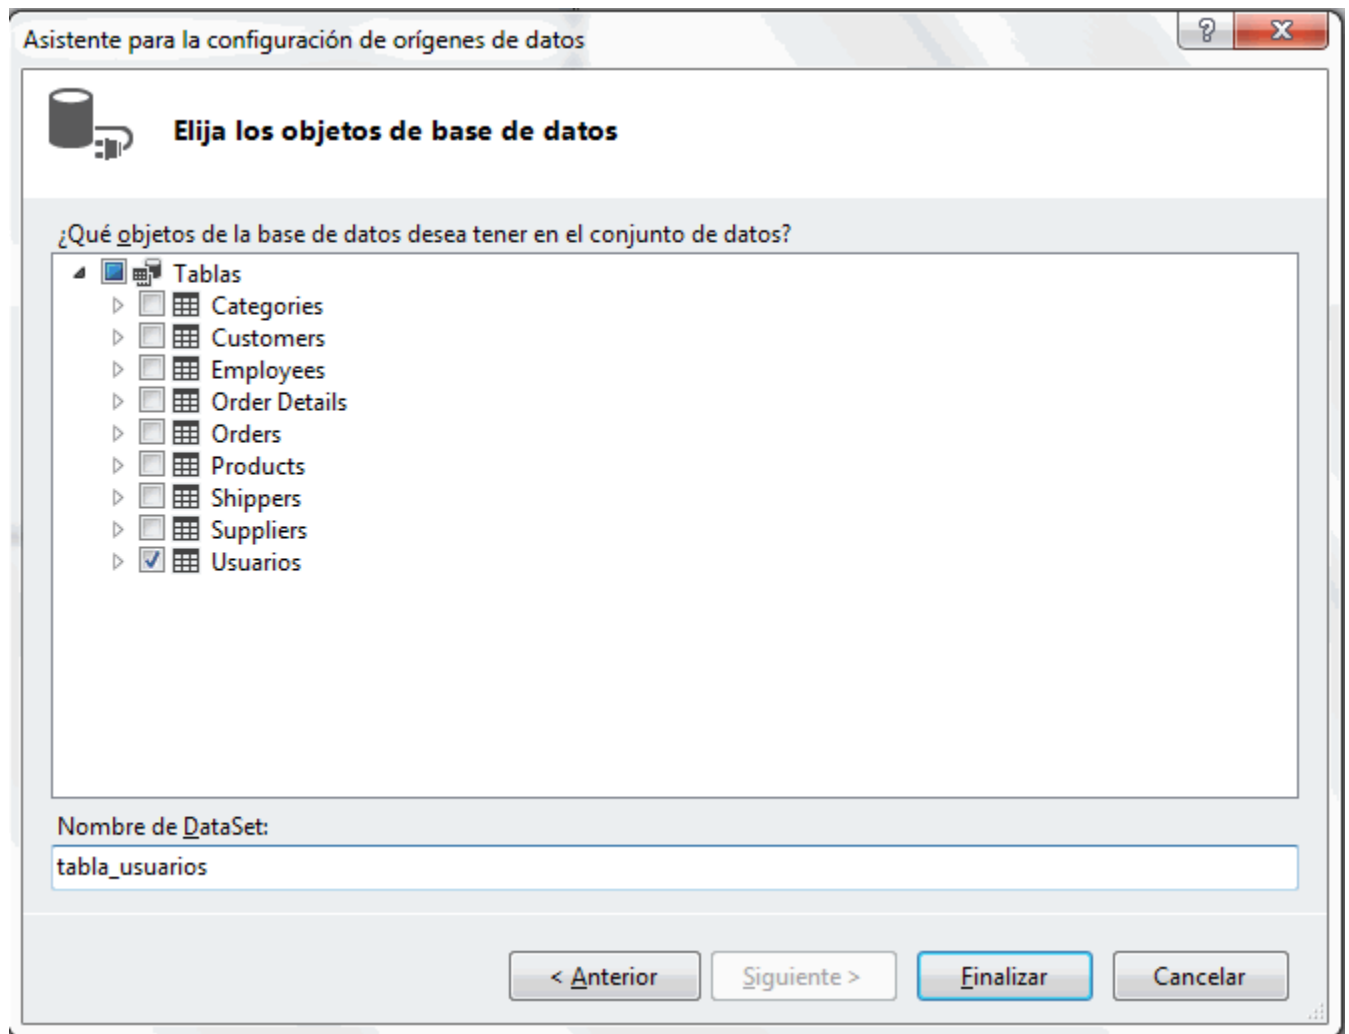 Asistente para la configuración de orígenes de datos
Elija los objetos de base de datos
¿Qué objetos de la base de datos desea tener en el conjunto de datos?
Tablas
Categories
Customers
Employees
Order Details
Orders
Products
Shippers
Suppliers
Usuarios
Nombre de DataSet:
tabla_usuarios
< Anterior Siguiente > Finalizar Cancelar